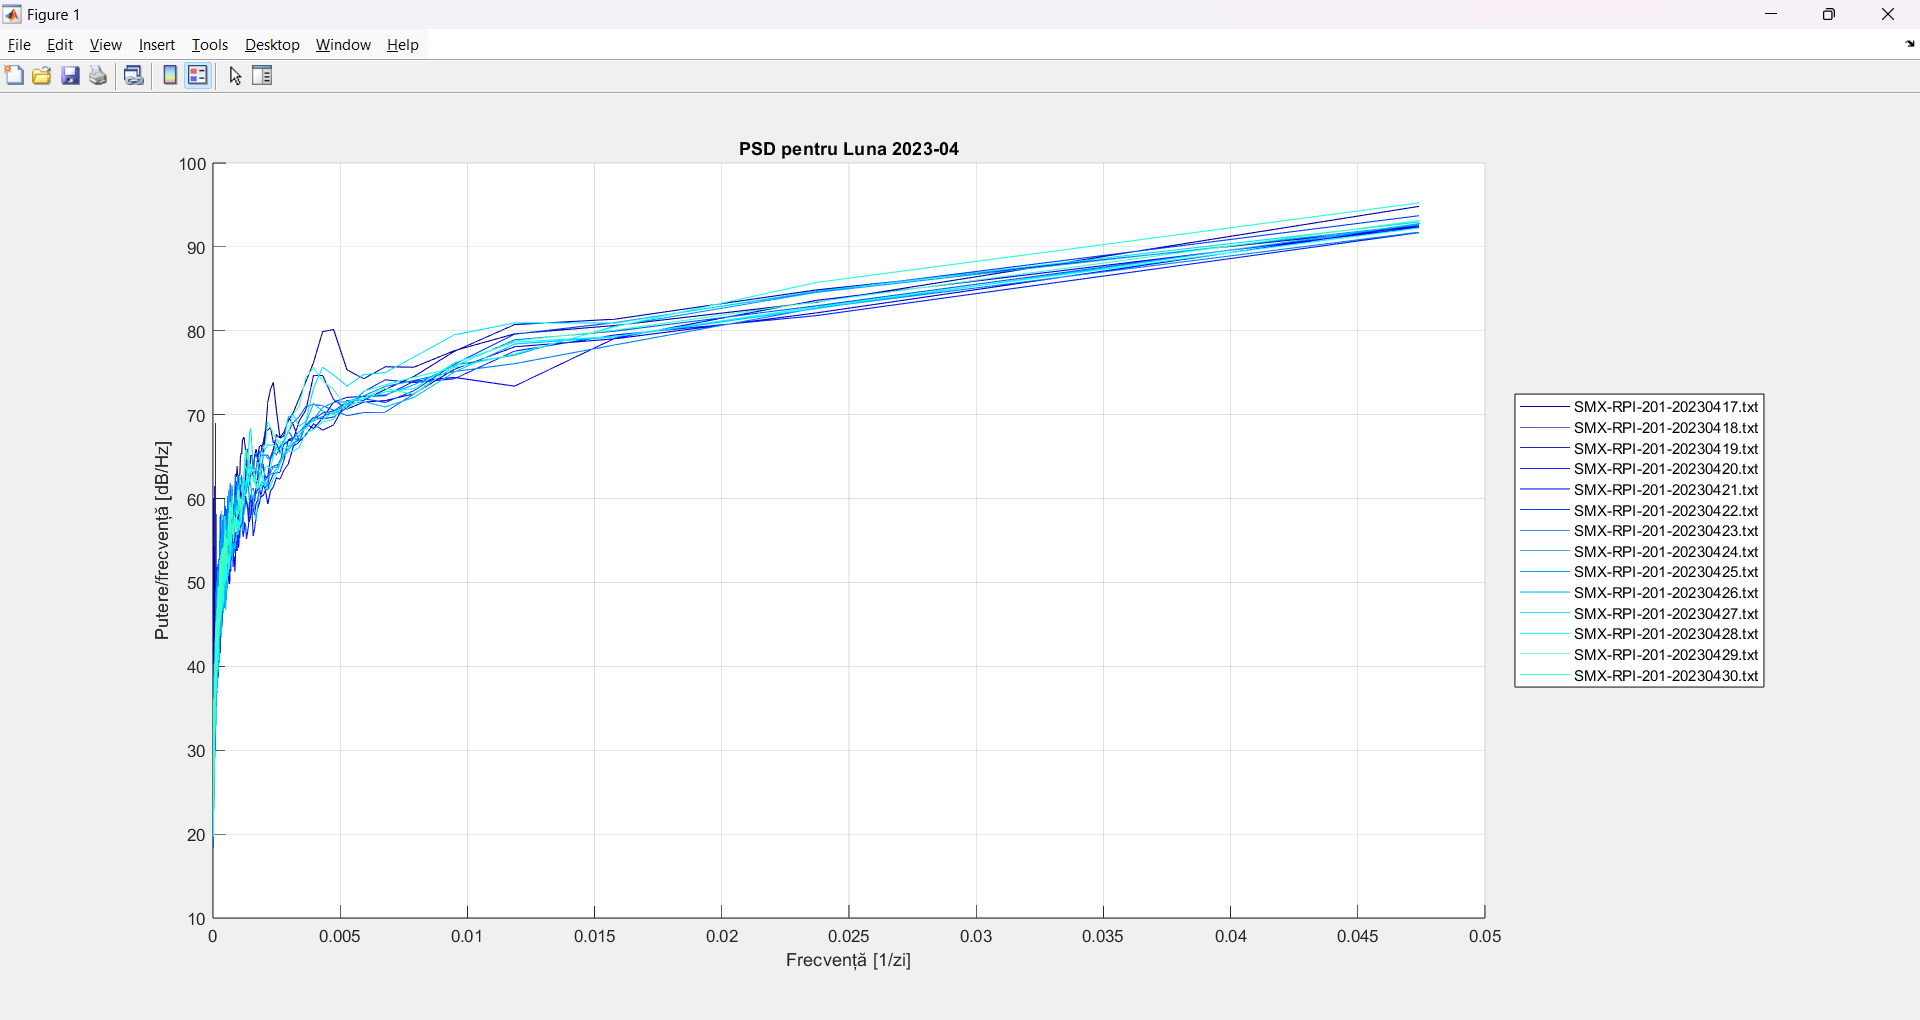 Figure 1
File Edit View Insert Tools Desktop Window Help
PSD pentru Luna 2023-04
100
90
80
70
60
50
40
30
20
10
Putere/frecvență [dB/Hz]
0 0.005 0.01 0.015 0.02 0.025 0.03 0.035 0.04 0.045 0.05
Frecvență [1/zi]
SMX-RPI-201-20230417.txt
SMX-RPI-201-20230418.txt
SMX-RPI-201-20230419.txt
SMX-RPI-201-20230420.txt
SMX-RPI-201-20230421.txt
SMX-RPI-201-20230422.txt
SMX-RPI-201-20230423.txt
SMX-RPI-201-20230424.txt
SMX-RPI-201-20230425.txt
SMX-RPI-201-20230426.txt
SMX-RPI-201-20230427.txt
SMX-RPI-201-20230428.txt
SMX-RPI-201-20230429.txt
SMX-RPI-201-20230430.txt